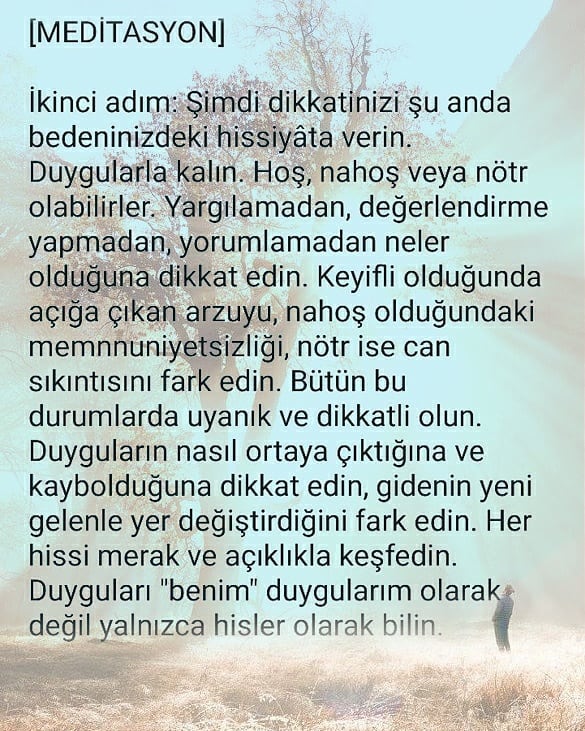 [MEDİTASYON]
İkinci adım: Şimdi dikkatinizi şu anda
bedeninizdeki hissiyâta verin.
Duygularla kalın. Hoş, nahoş veya nötr
olabilirler. Yargılamadan, değerlendirme
yapmadan, yorumlamadan neler
olduğuna dikkat edin. Keyifli olduğunda
açığa çıkan arzuyu, nahoş olduğundaki
memnnuniyetsizliği, nötr ise can
sıkıntısını fark edin. Bütün bu
durumlarda uyanık ve dikkatli olun.
Duyguların nasıl ortaya çıktığına ve
kaybolduğuna dikkat edin, gidenin yeni
gelenle yer değiştirdiğini fark edin. Her
hissi merak ve açıklıkla keşfedin.
Duyguları "benim" duygularım olarak
değil yalnızca hisler olarak bilin.